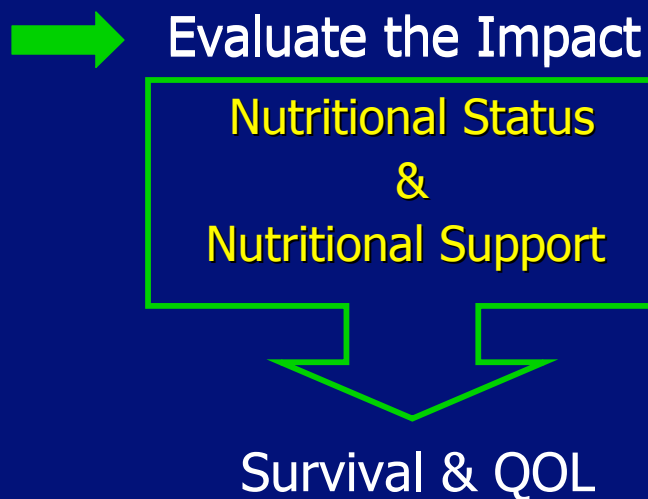 Evaluate the Impact
Nutritional Status
&
Nutritional Support
Survival & QOL